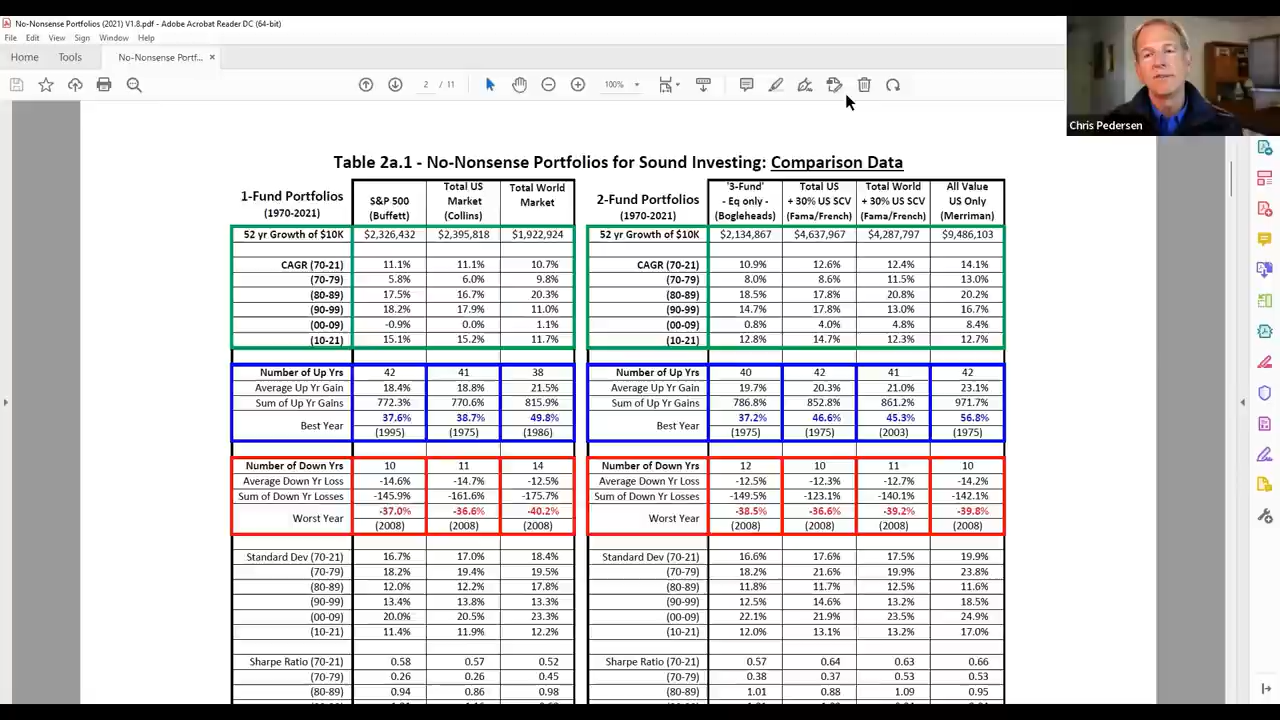 No-Nonsense Portfolios (2021) V1.8.pdf - Adobe Acrobat Reader DC (64-bit)
File Edit View Sign Window Help
Home Tools No-Nonsense Portf... ×
2 / 11 100%
Chris Pedersen
Table 2a.1 - No-Nonsense Portfolios for Sound Investing: Comparison Data
1-Fund Portfolios (1970-2021) S&P 500 (Buffett) Total US Market (Collins) Total World Market
52 yr Growth of $10K $2,326,432 $2,395,818 $1,922,924
CAGR (70-21) 11.1% 11.1% 10.7%
(70-79) 5.8% 6.0% 9.8%
(80-89) 17.5% 16.7% 20.3%
(90-99) 18.2% 17.9% 11.0%
(00-09) -0.9% 0.0% 1.1%
(10-21) 15.1% 15.2% 11.7%
Number of Up Yrs 42 41 38
Average Up Yr Gain 18.4% 18.8% 21.5%
Sum of Up Yr Gains 772.3% 770.6% 815.9%
Best Year 37.6% 38.7% 49.8%
(1995) (1975) (1986)
Number of Down Yrs 10 11 14
Average Down Yr Loss -14.6% -14.7% -12.5%
Sum of Down Yr Losses -145.9% -161.6% -175.7%
Worst Year -37.0% -36.6% -40.2%
(2008) (2008) (2008)
Standard Dev (70-21) 16.7% 17.0% 18.4%
(70-79) 18.2% 19.4% 19.5%
(80-89) 12.0% 12.2% 17.8%
(90-99) 13.4% 13.8% 13.3%
(00-09) 20.0% 20.5% 23.3%
(10-21) 11.4% 11.9% 12.2%
Sharpe Ratio (70-21) 0.58 0.57 0.52
(70-79) 0.26 0.26 0.45
(80-89) 0.94 0.86 0.98
2-Fund Portfolios (1970-2021) '3-Fund' - Eq only - (Bogleheads) Total US + 30% US SCV (Fama/French) Total World + 30% US SCV (Fama/French) All Value US Only (Merriman)
52 yr Growth of $10K $2,134,867 $4,637,967 $4,287,797 $9,486,103
CAGR (70-21) 10.9% 12.6% 12.4% 14.1%
(70-79) 8.0% 8.6% 11.5% 13.0%
(80-89) 18.5% 17.8% 20.8% 20.2%
(90-99) 14.7% 17.8% 13.0% 16.7%
(00-09) 0.8% 4.0% 4.8% 8.4%
(10-21) 12.8% 14.7% 12.3% 12.7%
Number of Up Yrs 40 42 41 42
Average Up Yr Gain 19.7% 20.3% 21.0% 23.1%
Sum of Up Yr Gains 786.8% 852.8% 861.2% 971.7%
Best Year 37.2% 46.6% 45.3% 56.8%
(1975) (1975) (2003) (1975)
Number of Down Yrs 12 10 11 10
Average Down Yr Loss -12.5% -12.3% -12.7% -14.2%
Sum of Down Yr Losses -149.5% -123.1% -140.1% -142.1%
Worst Year -38.5% -36.6% -39.2% -39.8%
(2008) (2008) (2008) (2008)
Standard Dev (70-21) 16.6% 17.6% 17.5% 19.9%
(70-79) 18.2% 21.6% 19.9% 23.8%
(80-89) 11.8% 11.7% 12.5% 11.6%
(90-99) 12.5% 14.6% 13.2% 18.5%
(00-09) 22.1% 21.9% 23.5% 24.9%
(10-21) 12.0% 13.1% 13.2% 17.0%
Sharpe Ratio (70-21) 0.57 0.64 0.63 0.66
(70-79) 0.38 0.37 0.53 0.53
(80-89) 1.01 0.88 1.09 0.95